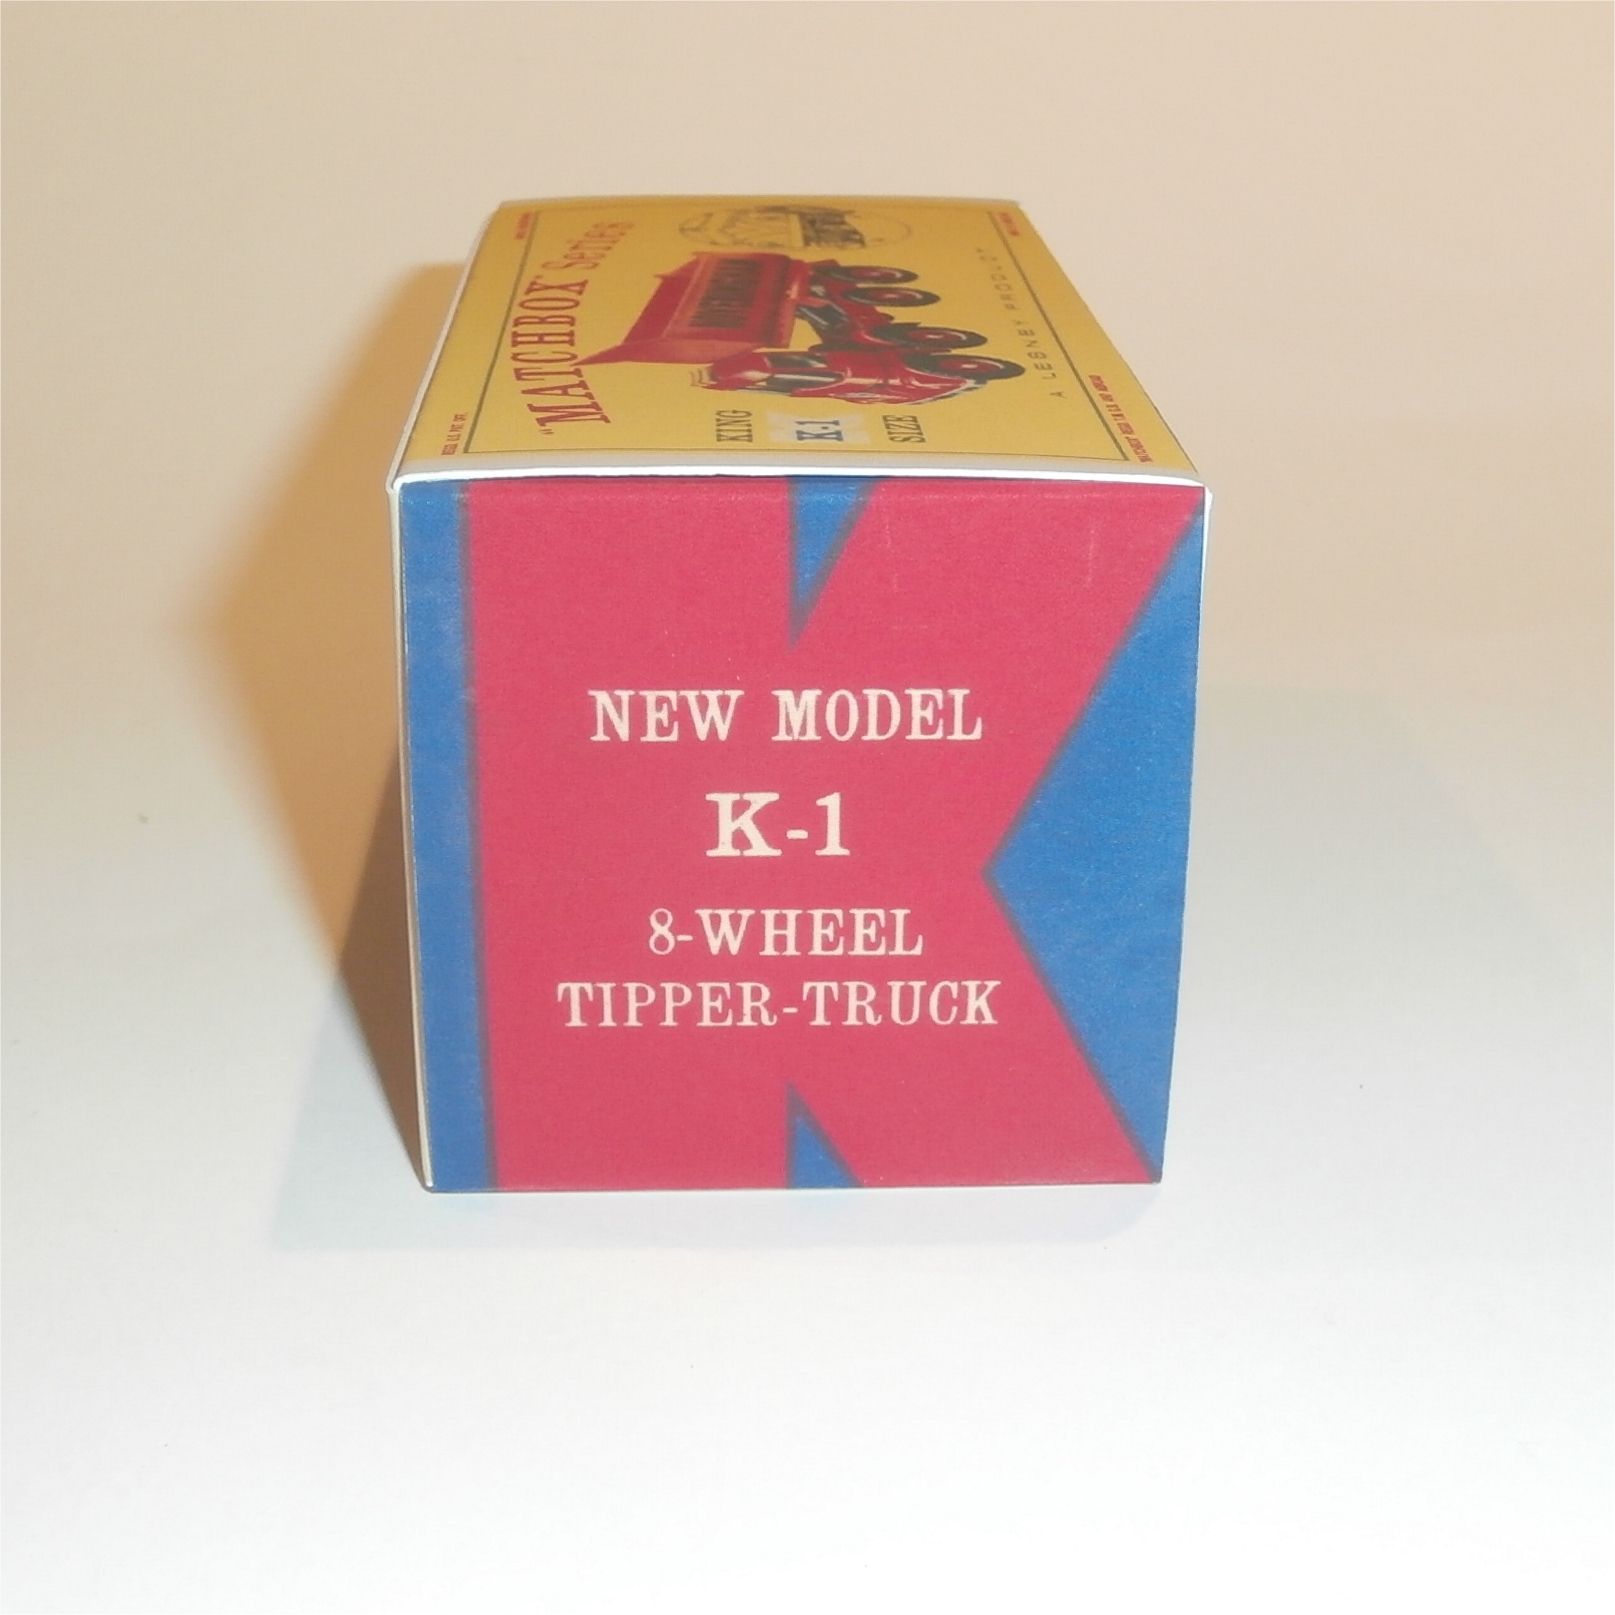 "MATCHBOX" Series
KING
K-1
SIZE
A LESNEY PRODUCT
NEW MODEL
K-1
8-WHEEL
TIPPER-TRUCK